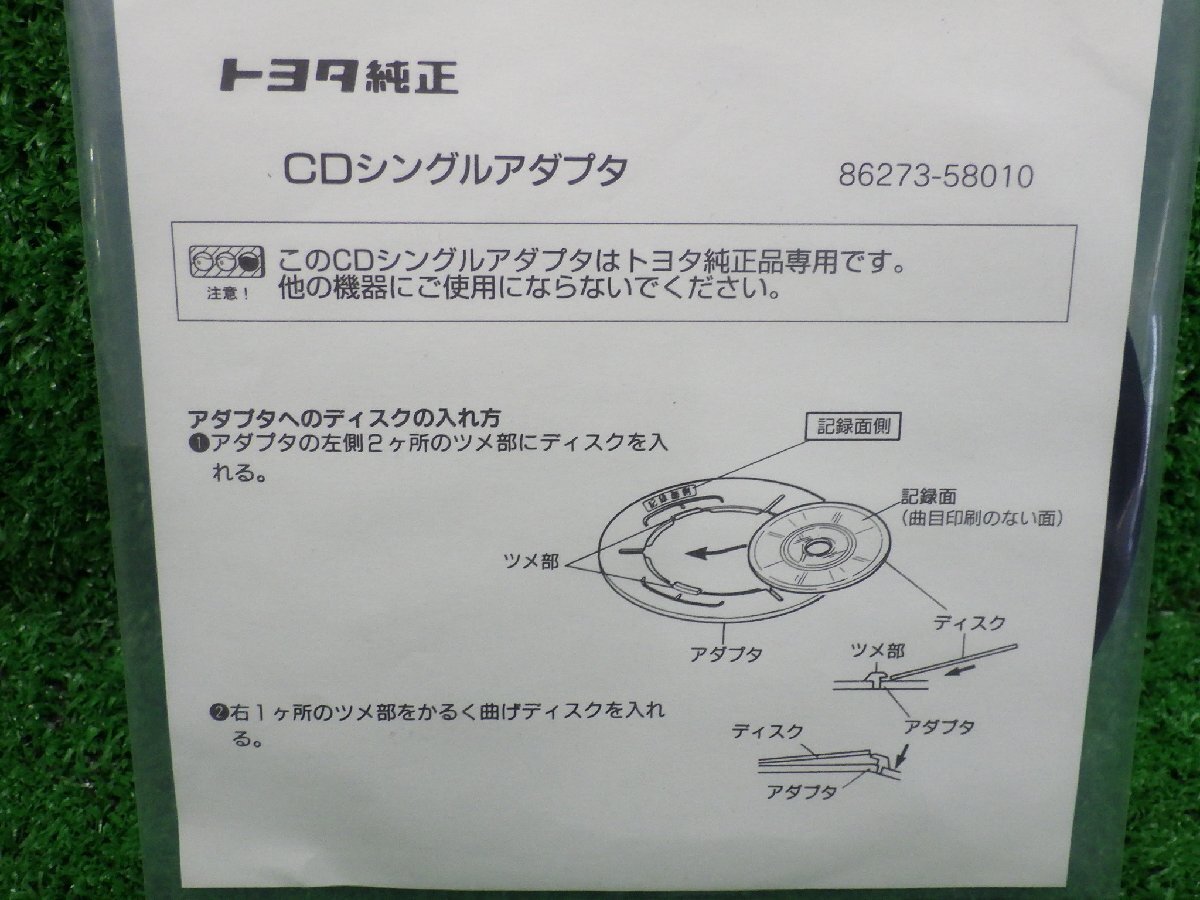 トヨタ純正
CDシングルアダプタ 86273-58010
このCDシングルアダプタはトヨタ純正品専用です。
注意！ 他の機器にご使用にならないでください。
アダプタへのディスクの入れ方
❶アダプタの左側2ヶ所のツメ部にディスクを入
れる。
記録面側
記録面側
記録面
(曲目印刷のない面)
ツメ部
アダプタ
ディスク
ツメ部
アダプタ
❷右1ヶ所のツメ部をかるく曲げディスクを入れ
る。
ディスク
アダプタ